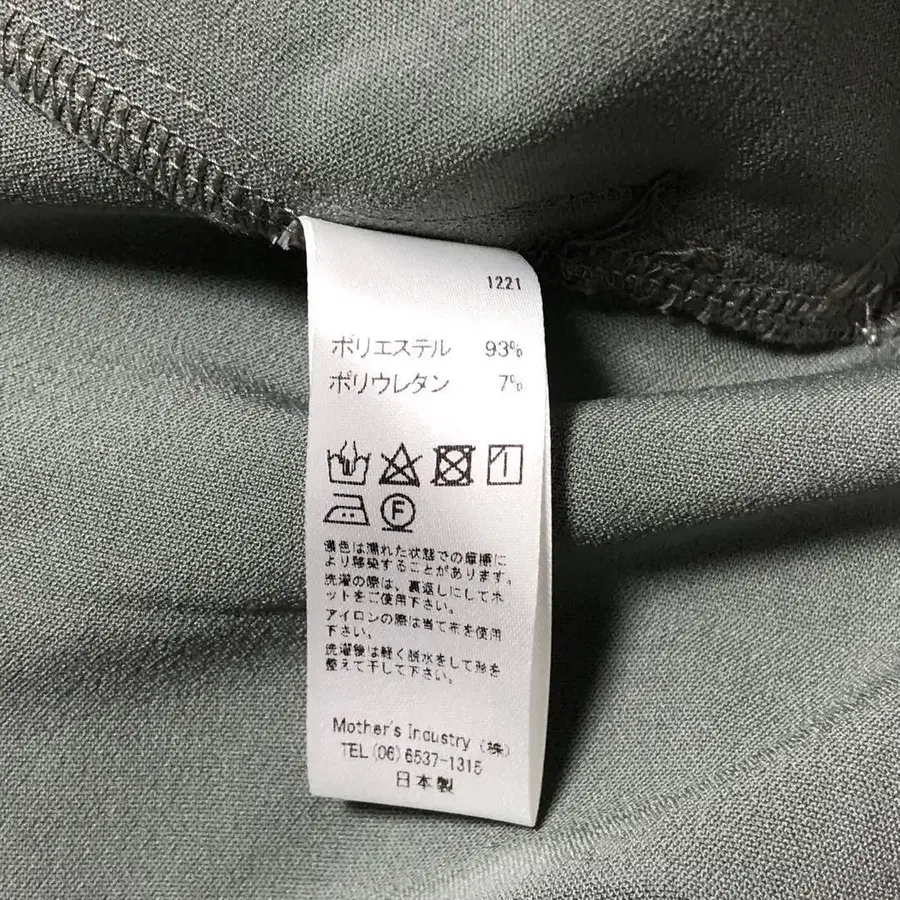 1221
ポリエステル 93%
ポリウレタン 7%
F
濃色は濡れた状態での摩擦に
より移染することがあります。
洗濯の際は、裏返しにしてネ
ットをご使用下さい。
アイロンの際は当て布を使用
下さい。
洗濯後は軽く脱水をして形を
整えて干して下さい。
Mother's Industry (株)
TEL (06) 6537-1315
日本製